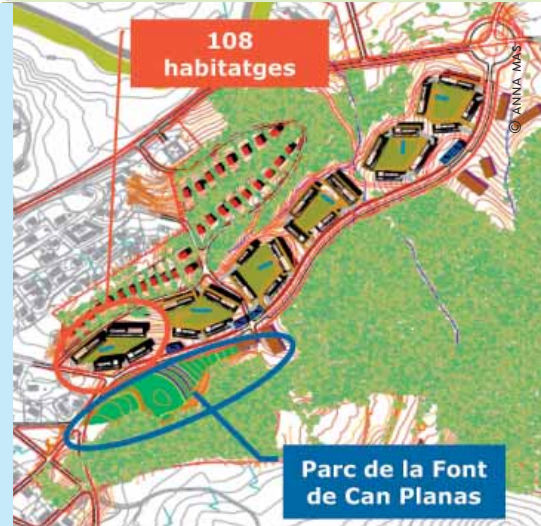 108
habitatges
© ANNA MAS
Parc de la Font
de Can Planas